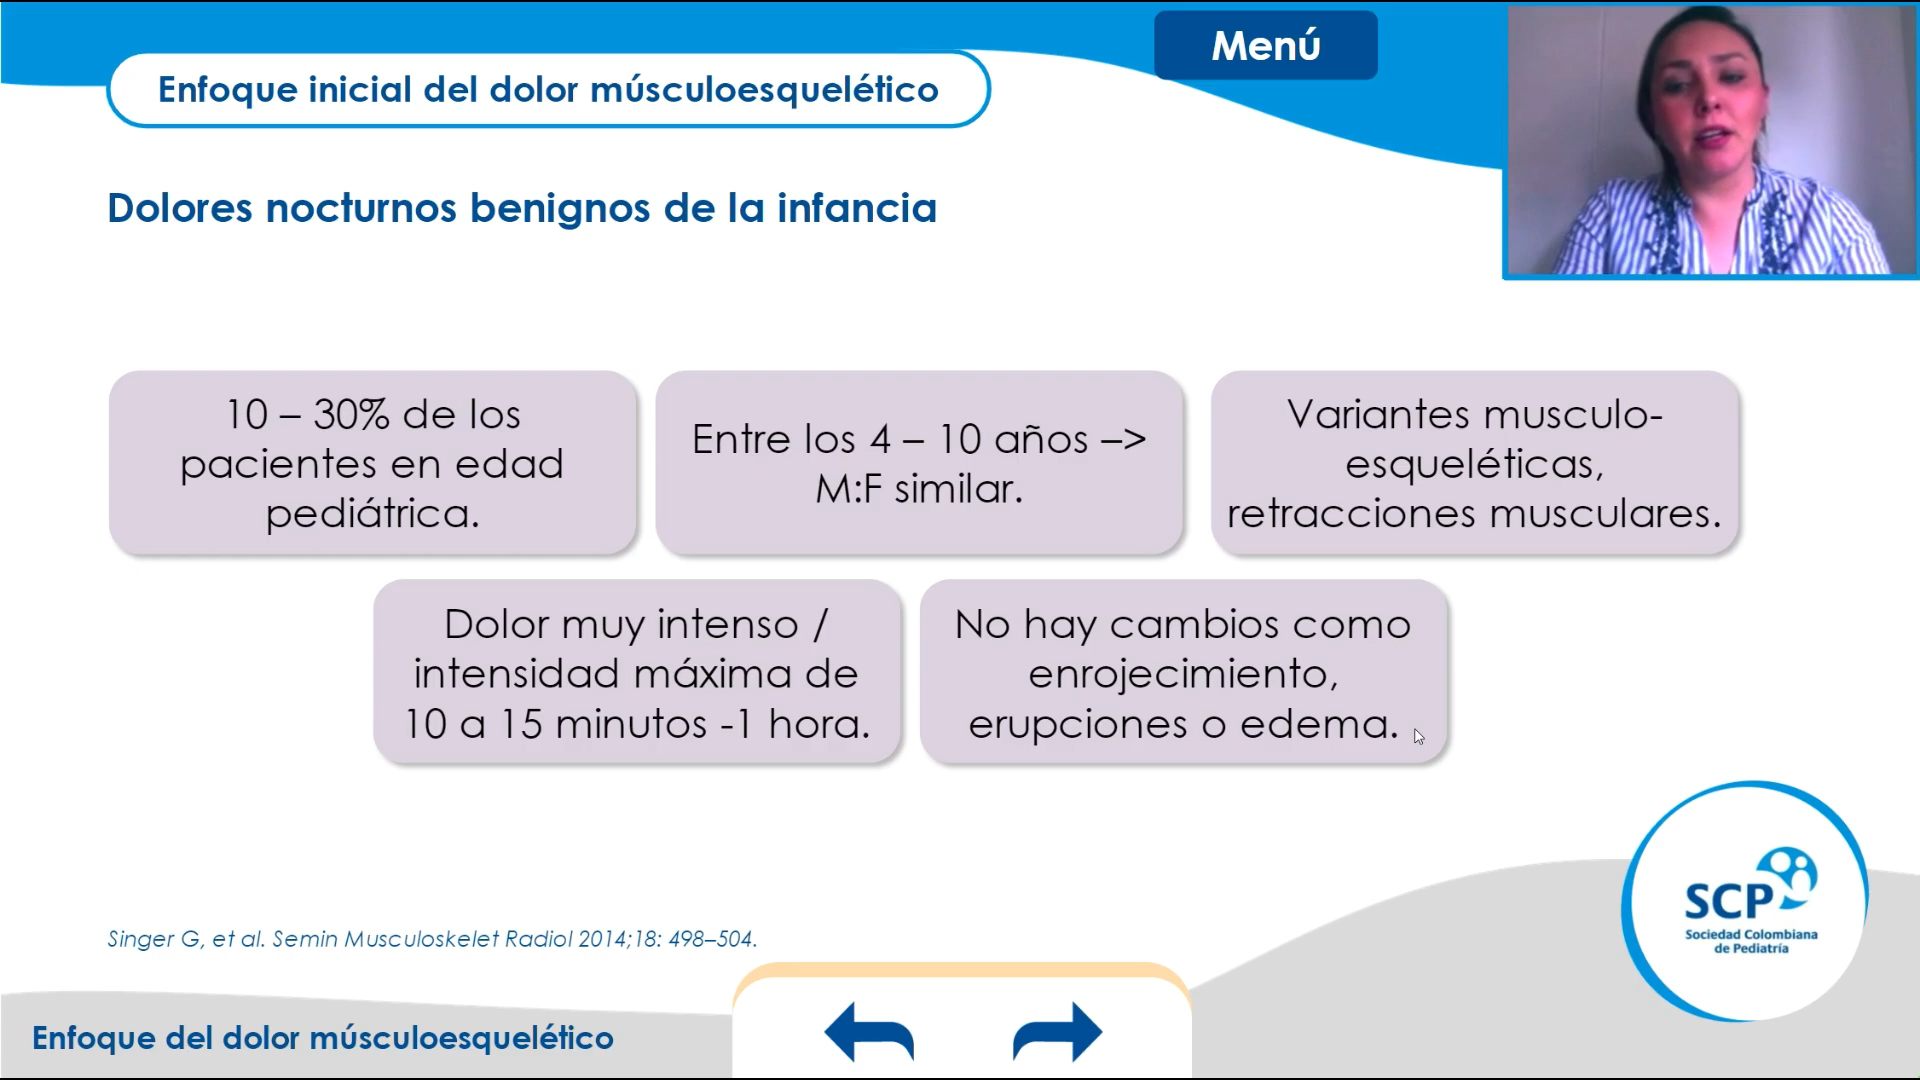 Menú
Enfoque inicial del dolor músculoesquelético
Dolores nocturnos benignos de la infancia
10 – 30% de los
pacientes en edad
pediátrica.
Entre los 4 – 10 años –>
M:F similar.
Variantes musculo-
esqueléticas,
retracciones musculares.
Dolor muy intenso /
intensidad máxima de
10 a 15 minutos -1 hora.
No hay cambios como
enrojecimiento,
erupciones o edema.
SCP
Sociedad Colombiana
de Pediatría
Singer G, et al. Semin Musculoskelet Radiol 2014;18: 498–504.
Enfoque del dolor músculoesquelético